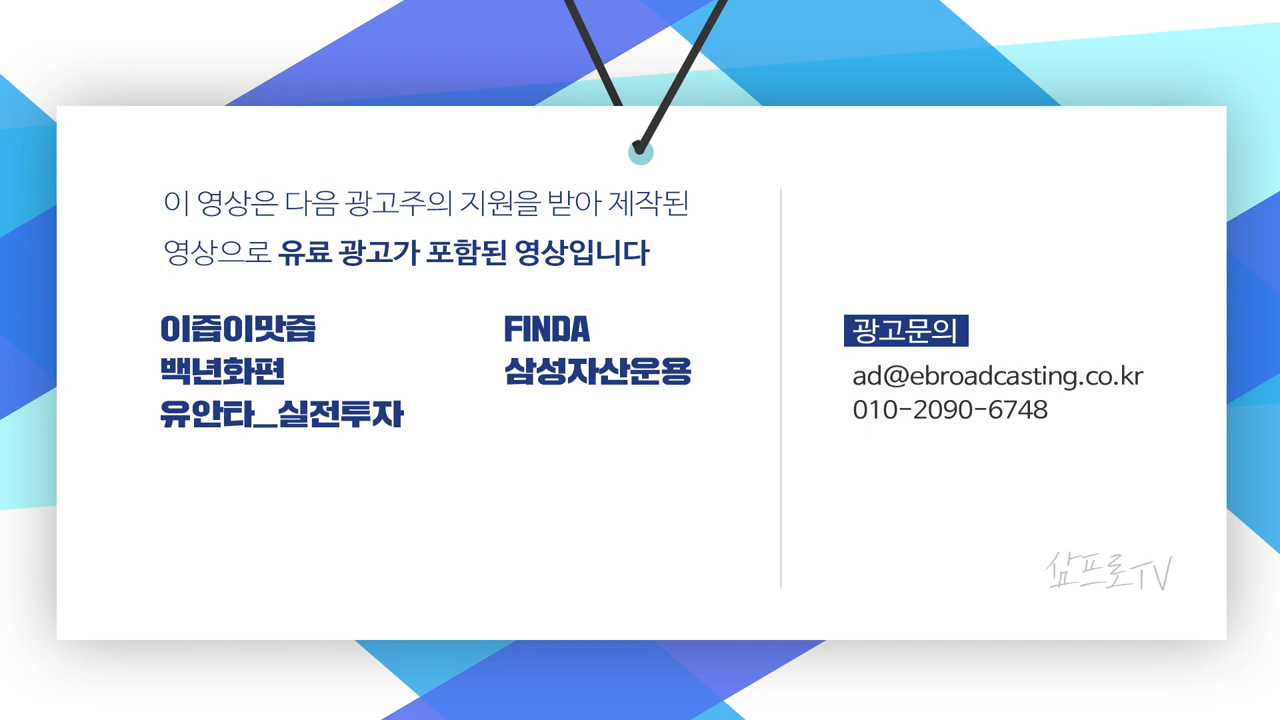 이 영상은 다음 광고주의 지원을 받아 제작된
영상으로 유료 광고가 포함된 영상입니다
이즙이맛즙
백년화편
유안타_실전투자
FINDA
삼성자산운용
광고문의
ad@ebroadcasting.co.kr
010-2090-6748
삼프로TV